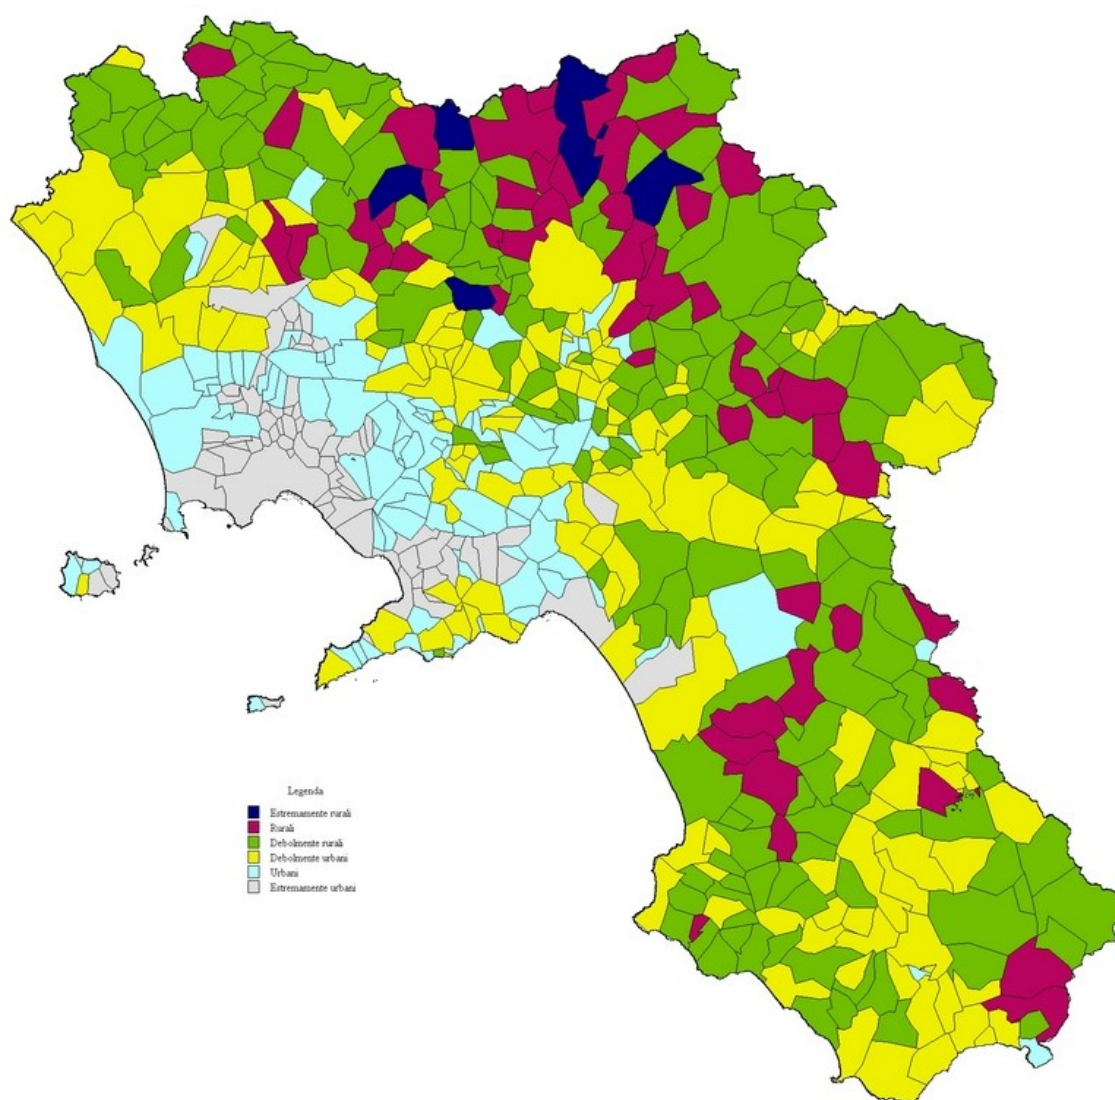 Legenda
Estremamente rurali
Rurali
Debolmente rurali
Debolmente urbani
Urbani
Estremamente urbani